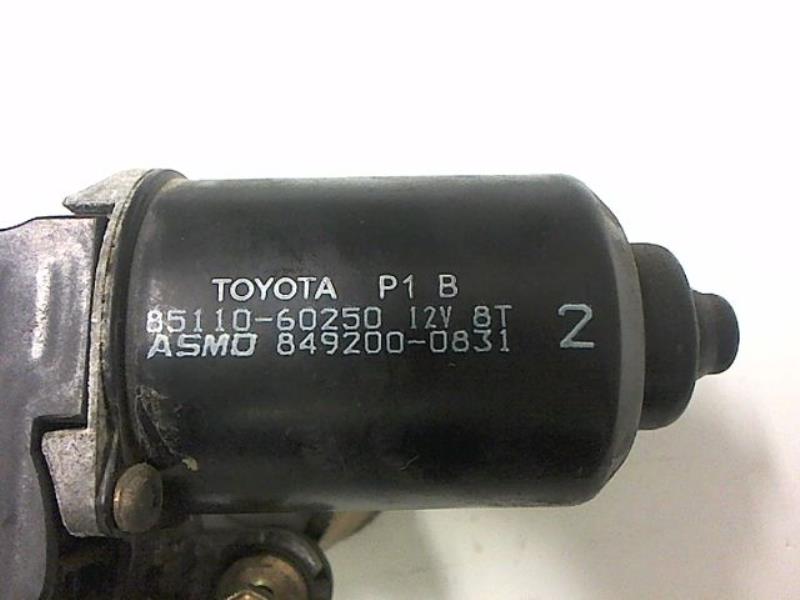 TOYOTA P1 B
85110-60250 12V 8T
ASMO 849200-0831
2